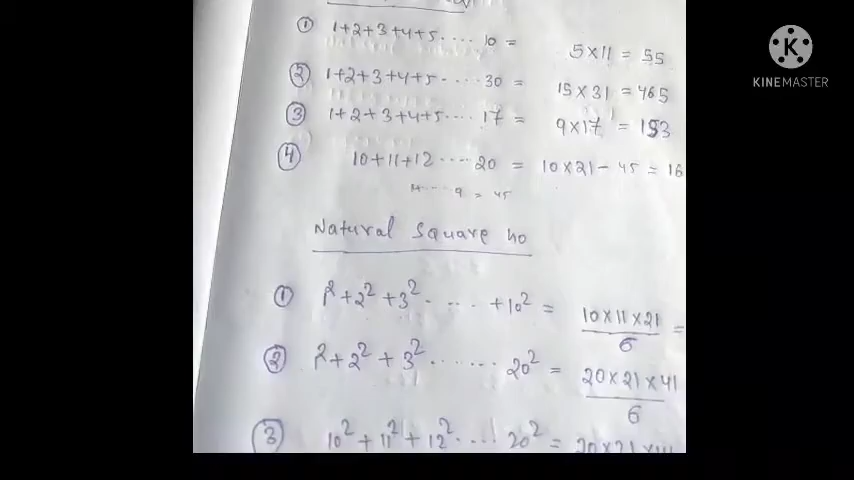 ① 1+2+3+4+5.....10 = 5×11 = 55
② 1+2+3+4+5.....30 = 15×31 = 465
③ 1+2+3+4+5.....17 = 9×17 = 153
④ 10+11+12....20 = 10×21-45 = 16
1+....9 = 45
Natural Square no
① 1²+2²+3².....+10² = 10×11×21/6 =
② 1²+2²+3².......20² = 20×21×41/6
③ 10²+11²+12²....20² = 20×21×41
K
KINEMASTER